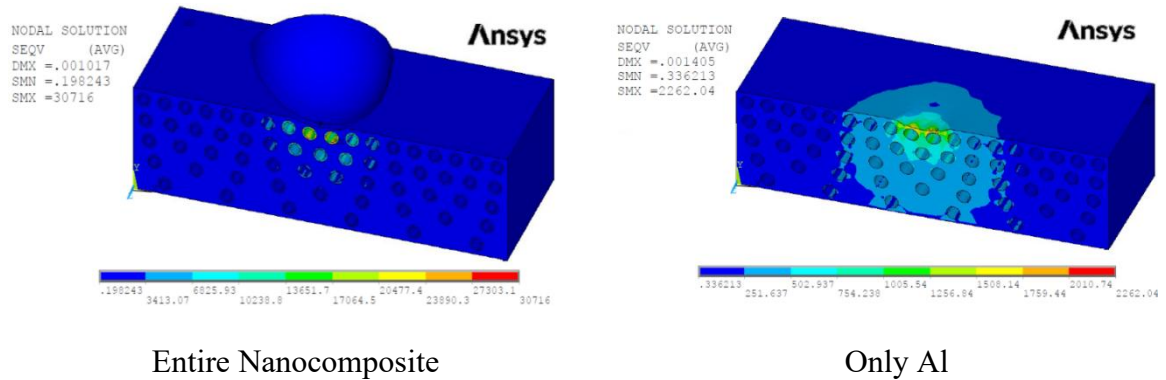 NODAL SOLUTION
SEQV (AVG)
DMX =.001017
SMN =.198243
SMX =30716
Ansys
Y
.198243 6825.93 13651.7 20477.4 27303.1
3413.07 10238.8 17064.5 23890.3 30716
Entire Nanocomposite
NODAL SOLUTION
SEQV (AVG)
DMX =.001405
SMN =.336213
SMX =2262.04
Ansys
Y
.336213 502.937 1005.54 1508.14 2010.74
251.637 754.238 1256.84 1759.44 2262.04
Only Al